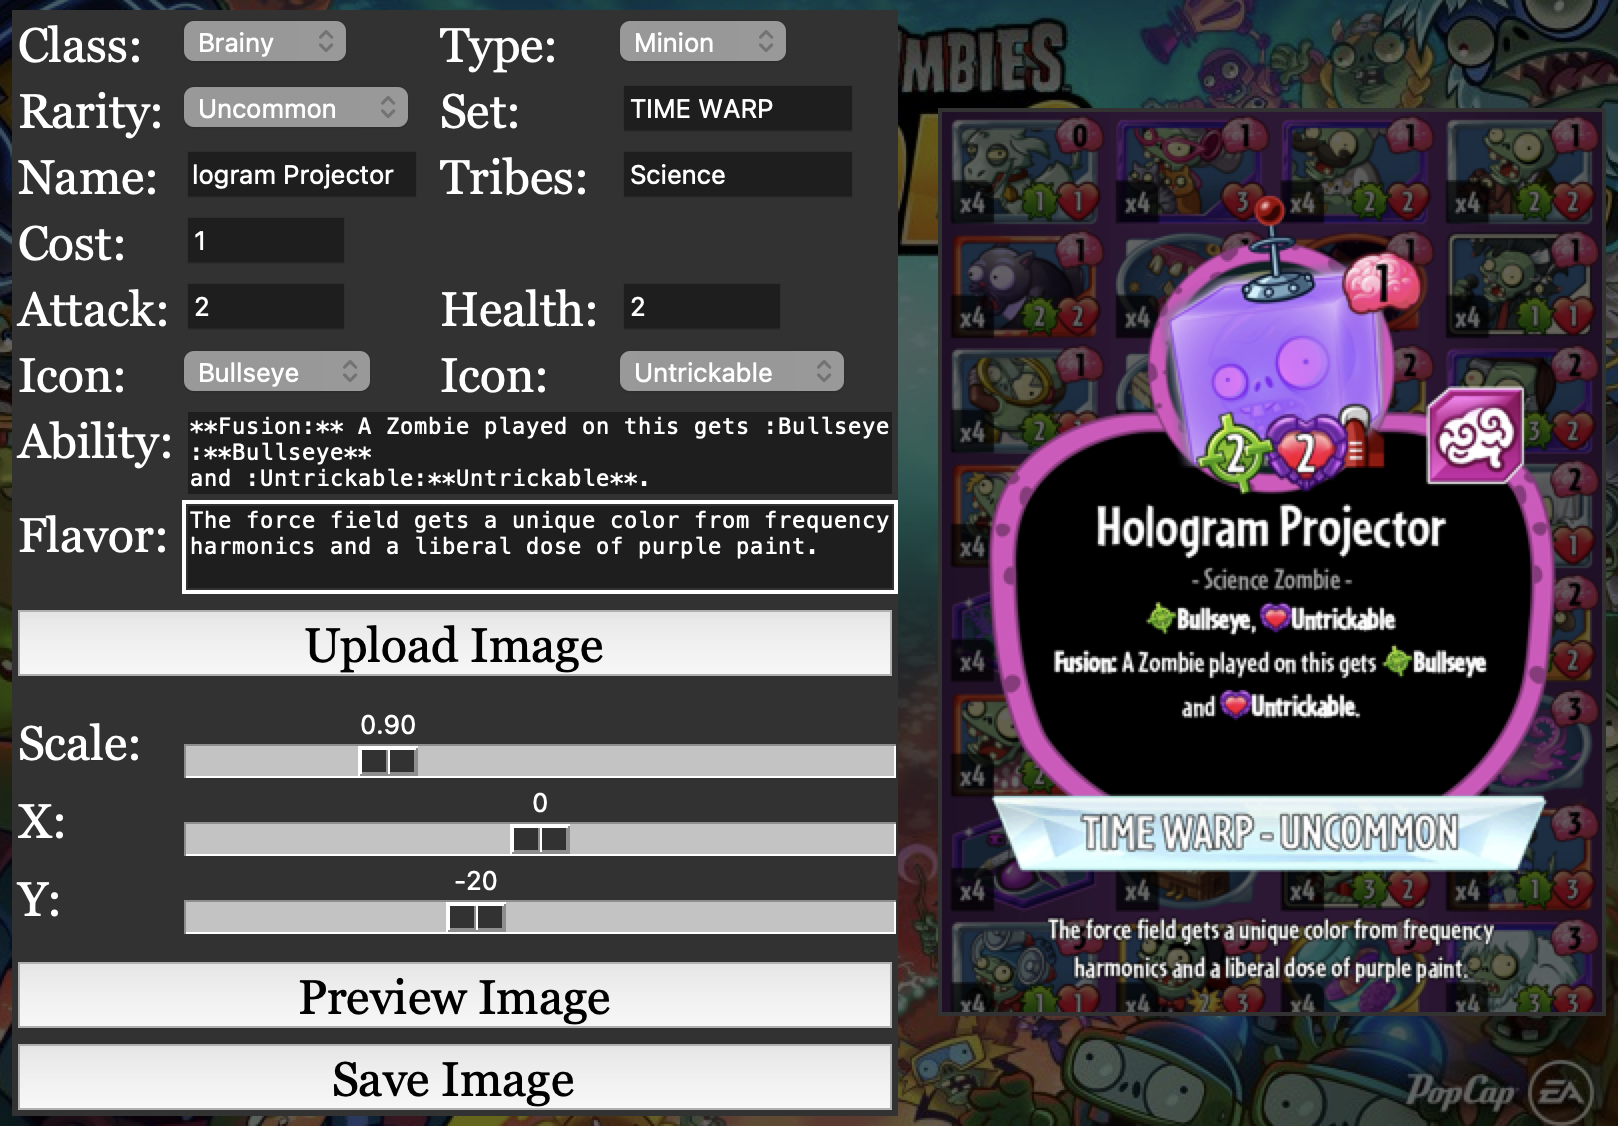 Class: Brainy Type: Minion
Rarity: Uncommon Set: TIME WARP
Name: logram Projector Tribes: Science
Cost: 1
Attack: 2 Health: 2
Icon: Bullseye Icon: Untrickable
Ability: **Fusion:** A Zombie played on this gets :Bullseye
:**Bullseye**
and :Untrickable:**Untrickable**.
Flavor: The force field gets a unique color from frequency
harmonics and a liberal dose of purple paint.
Upload Image
Scale: 0.90
X: 0
Y: -20
Preview Image
Save Image
MBIES
0 1 1 1
x4 1 1 x4 3 x4 2 2 x4 2 2
1 1 1 1
x4 2 2 x4 x4 1 1
1 2 2
x4 2 3 2
2
x4 1
2
x4 2
3
x4 2
3
x4 x4 3 2 x4 1 3
3 3
x4 1 1 x4 2 3 x4 x4 3 3
1
2 2
Hologram Projector
- Science Zombie -
Bullseye, Untrickable
Fusion: A Zombie played on this gets Bullseye
and Untrickable.
TIME WARP - UNCOMMON
The force field gets a unique color from frequency
harmonics and a liberal dose of purple paint.
PopCap EA